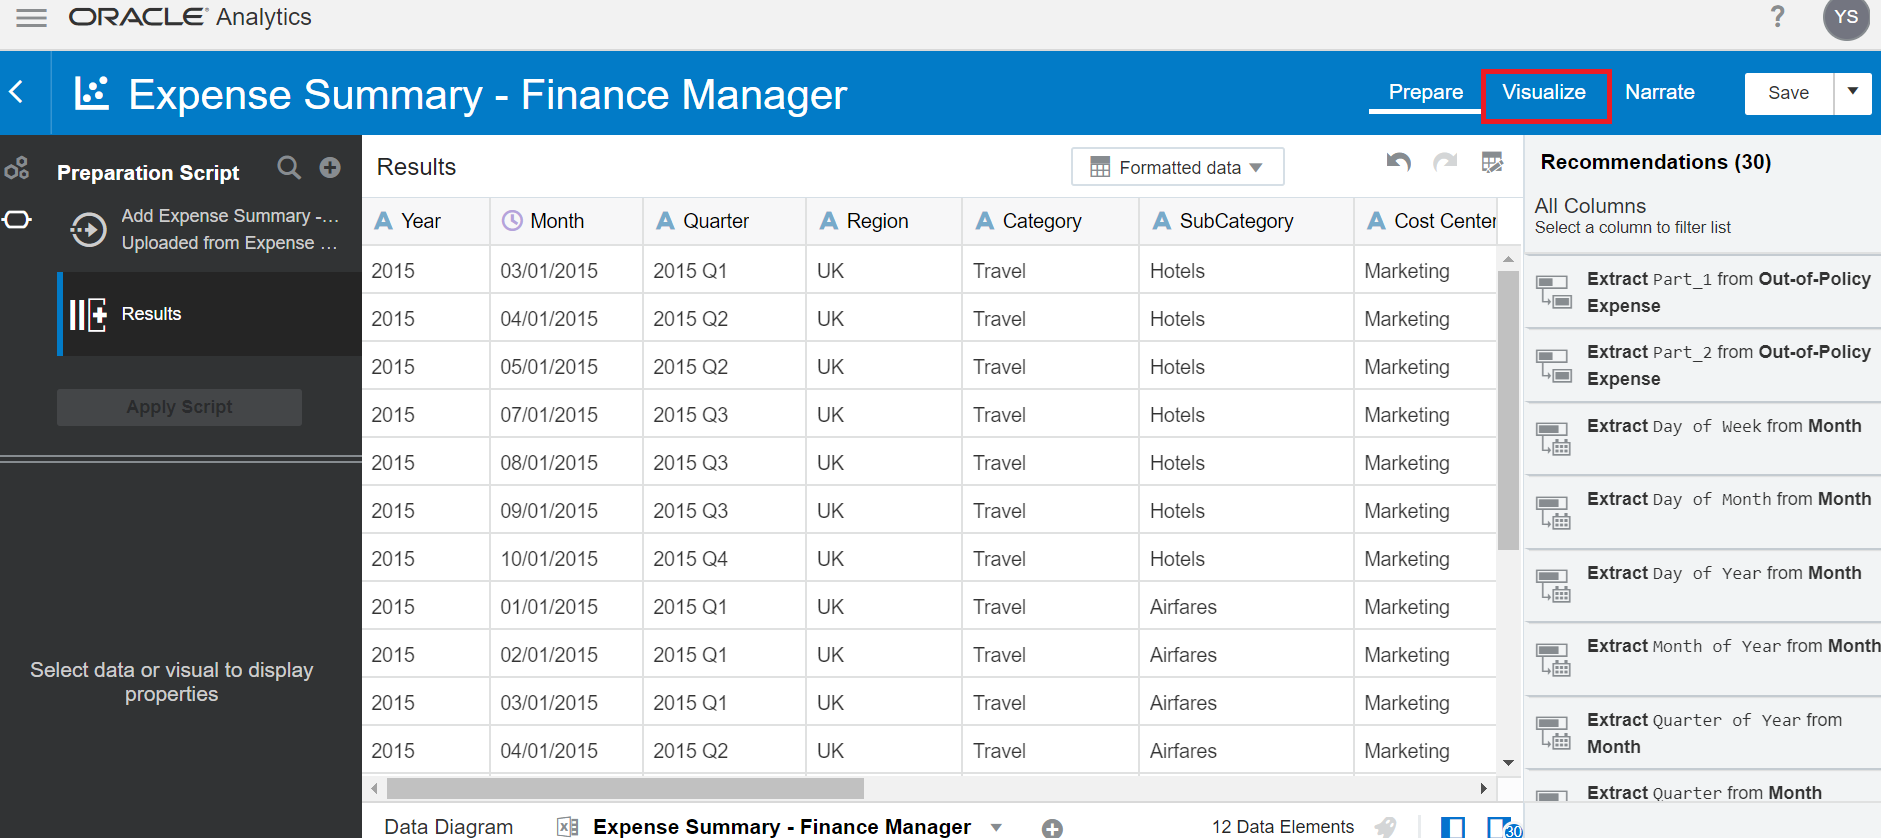 ORACLE Analytics
? YS
Expense Summary - Finance Manager
Prepare Visualize Narrate Save
Preparation Script
Add Expense Summary -...
Uploaded from Expense ...
Results
Apply Script
Select data or visual to display
properties
Results Formatted data
A Year Month A Quarter A Region A Category A SubCategory A Cost Center
2015 03/01/2015 2015 Q1 UK Travel Hotels Marketing
2015 04/01/2015 2015 Q2 UK Travel Hotels Marketing
2015 05/01/2015 2015 Q2 UK Travel Hotels Marketing
2015 07/01/2015 2015 Q3 UK Travel Hotels Marketing
2015 08/01/2015 2015 Q3 UK Travel Hotels Marketing
2015 09/01/2015 2015 Q3 UK Travel Hotels Marketing
2015 10/01/2015 2015 Q4 UK Travel Hotels Marketing
2015 01/01/2015 2015 Q1 UK Travel Airfares Marketing
2015 02/01/2015 2015 Q1 UK Travel Airfares Marketing
2015 03/01/2015 2015 Q1 UK Travel Airfares Marketing
2015 04/01/2015 2015 Q2 UK Travel Airfares Marketing
Recommendations (30)
All Columns
Select a column to filter list
Extract Part_1 from Out-of-Policy
Expense
Extract Part_2 from Out-of-Policy
Expense
Extract Day of Week from Month
Extract Day of Month from Month
Extract Day of Year from Month
Extract Month of Year from Month
Extract Quarter of Year from
Month
Extract Quarter from Month
Data Diagram Expense Summary - Finance Manager 12 Data Elements 30